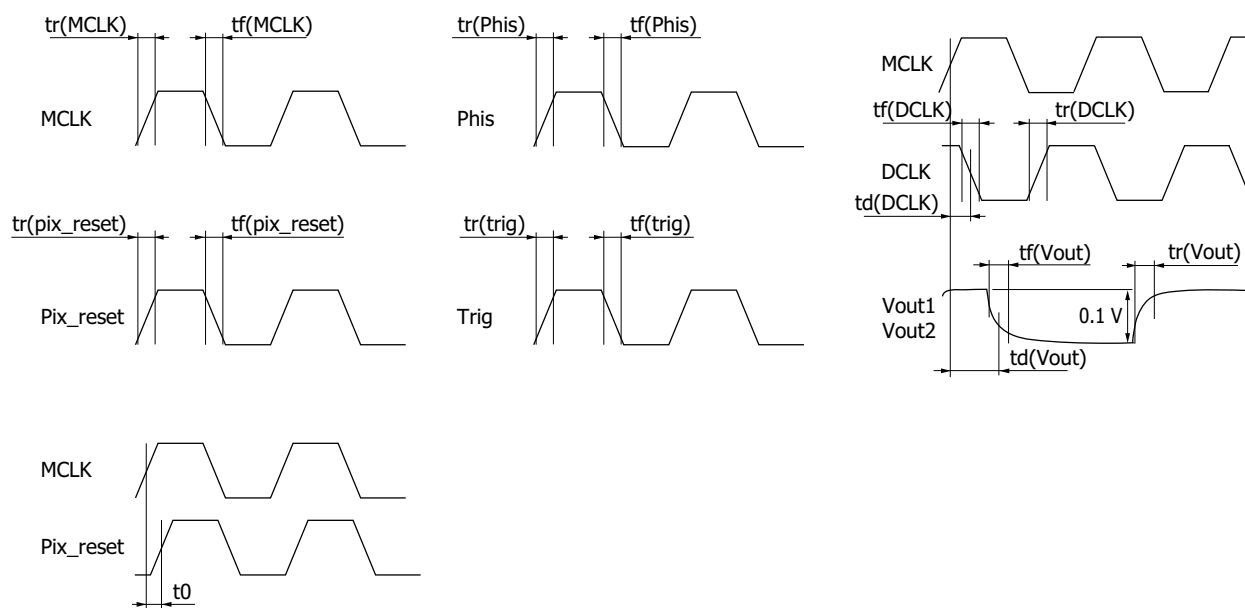 tr(MCLK)
tf(MCLK)
MCLK
tr(Phis)
tf(Phis)
Phis
MCLK
tf(DCLK)
tr(DCLK)
DCLK
td(DCLK)
tr(pix_reset)
tf(pix_reset)
Pix_reset
tr(trig)
tf(trig)
Trig
tf(Vout)
tr(Vout)
Vout1
Vout2
0.1 V
td(Vout)
MCLK
Pix_reset
t0